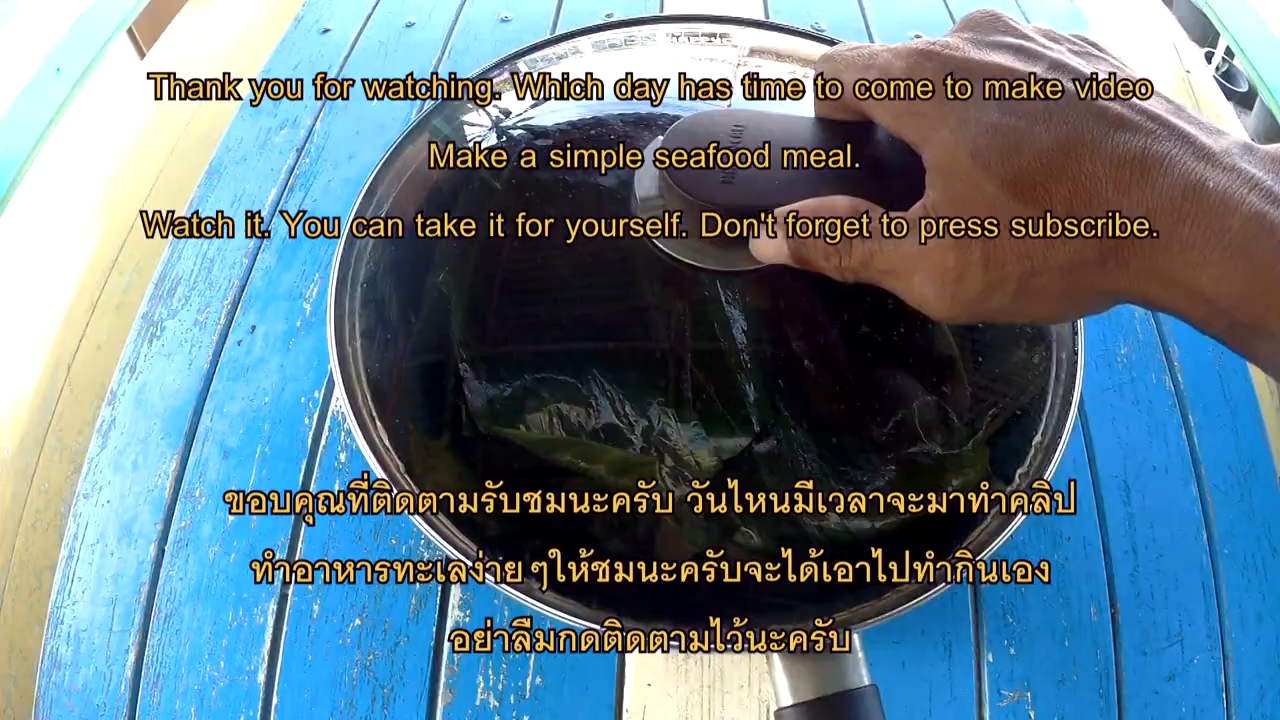 Thank you for watching. Which day has time to come to make video
Make a simple seafood meal.
Watch it. You can take it for yourself. Don't forget to press subscribe.
ขอบคุณที่ติดตามรับชมนะครับ วันไหนมีเวลาจะมาทำคลิป
ทำอาหารทะเลง่ายๆให้ชมนะครับจะได้เอาไปทำกินเอง
อย่าลืมกดติดตามไว้นะครับ